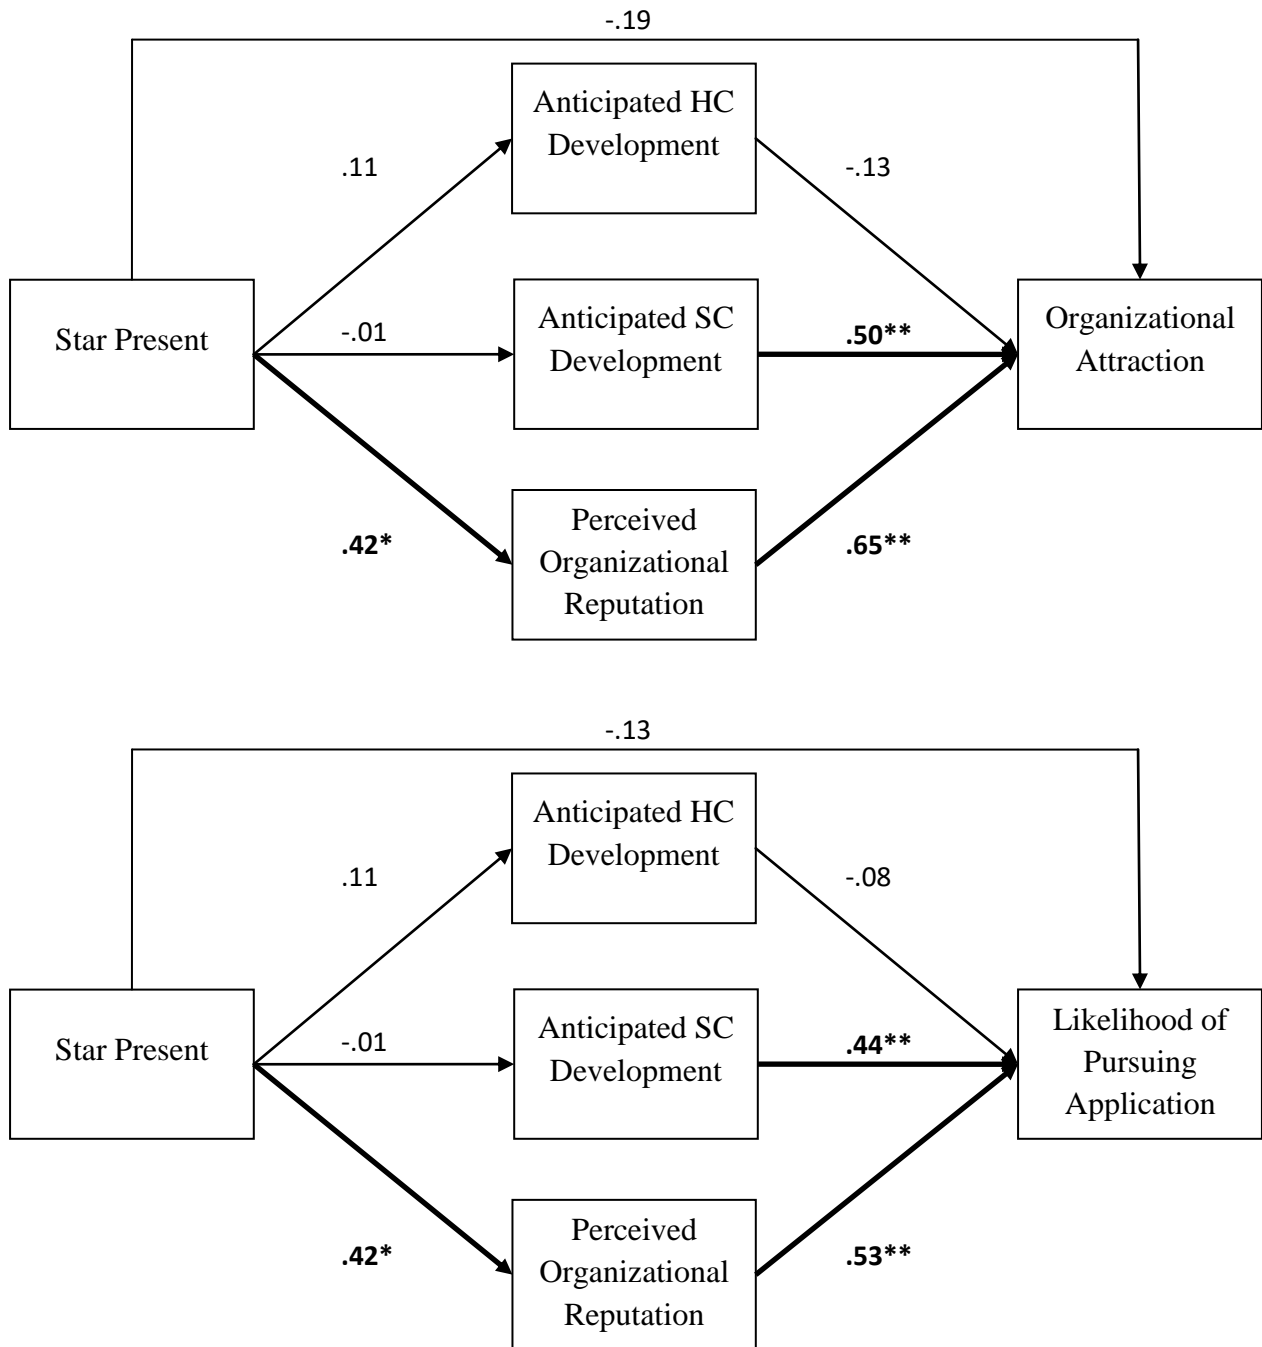 -.19
Anticipated HC
Development
.11
-.13
Star Present
-.01
Anticipated SC
Development
.50**
Organizational
Attraction
.42*
Perceived
Organizational
Reputation
.65**
-.13
Anticipated HC
Development
.11
-.08
Star Present
-.01
Anticipated SC
Development
.44**
Likelihood of
Pursuing
Application
.42*
Perceived
Organizational
Reputation
.53**